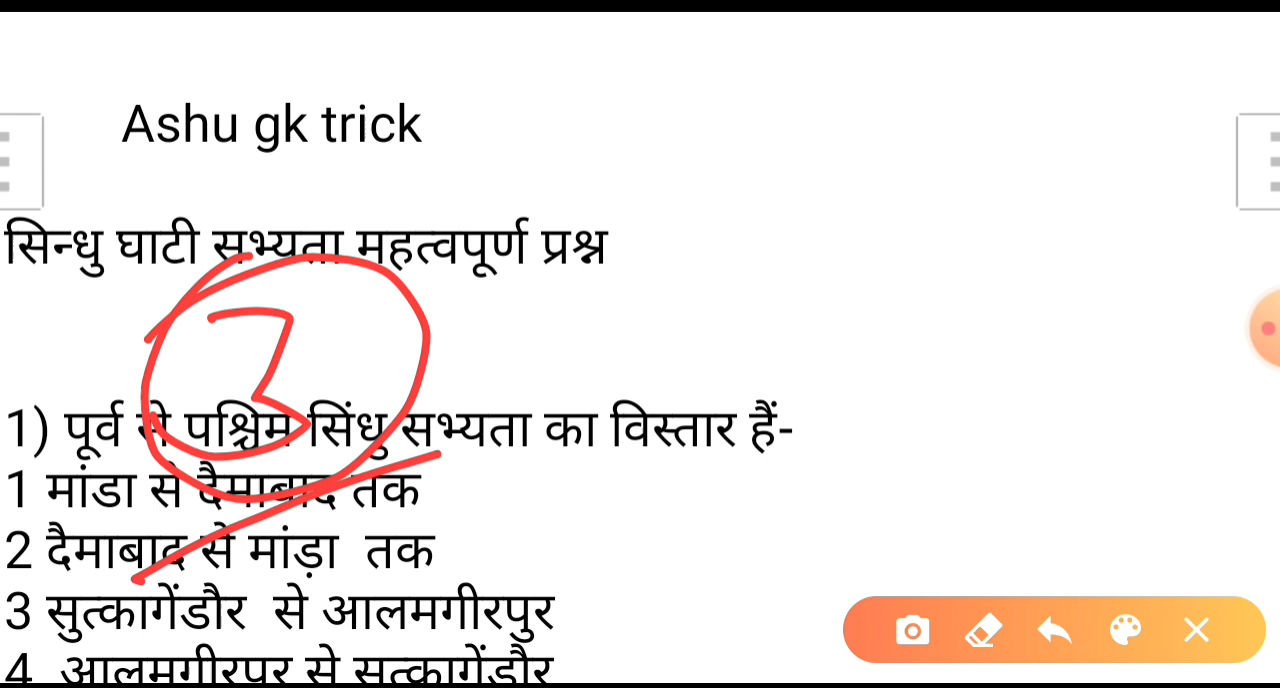 Ashu gk trick
सिन्धु घाटी सभ्यता महत्वपूर्ण प्रश्न
3
1) पूर्व से पश्चिम सिंधु सभ्यता का विस्तार हैं-
1 मांडा से दैमाबाद तक
2 दैमाबाद से मांड़ा तक
3 सुत्कागेंडौर से आलमगीरपुर
4 आलमगीरपुर से सुत्कागेंडौर